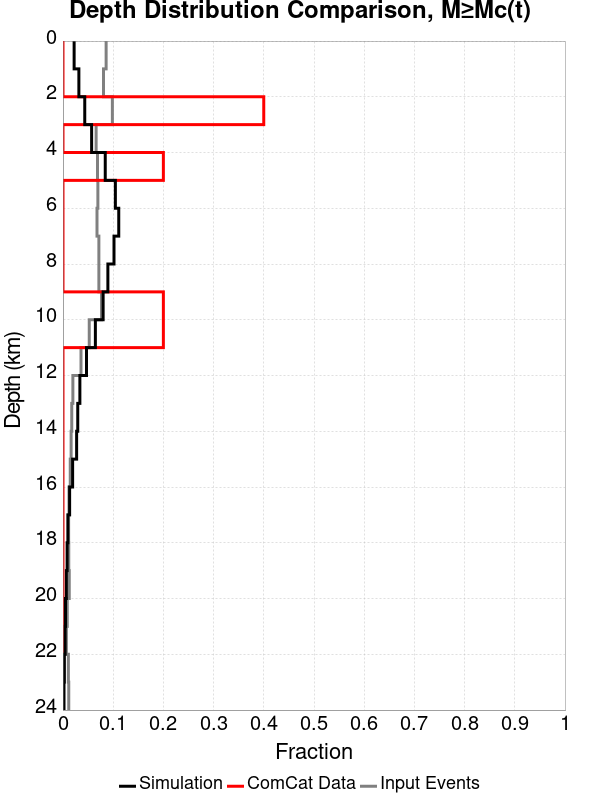 Depth Distribution Comparison, M≥Mc(t)
0
2
4
6
8
10
12
14
16
18
20
22
24
Depth (km)
0 0.1 0.2 0.3 0.4 0.5 0.6 0.7 0.8 0.9 1
Fraction
Simulation ComCat Data Input Events